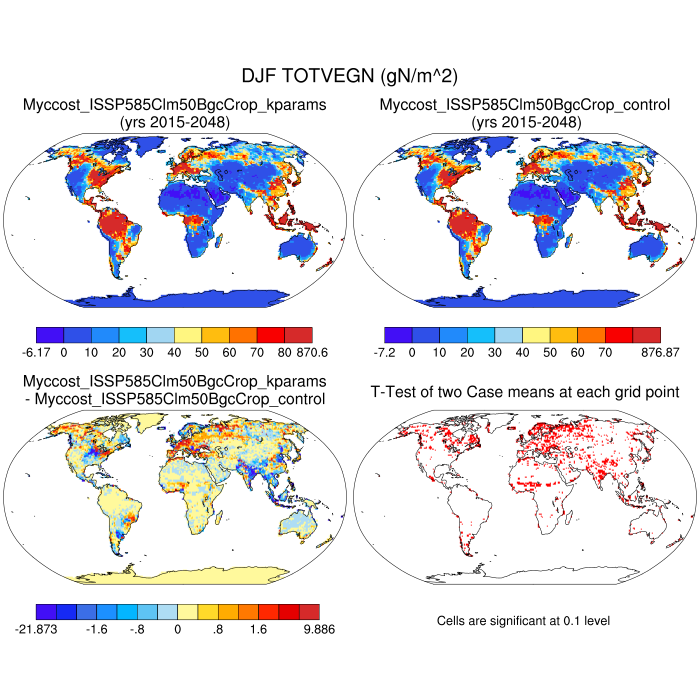 DJF TOTVEGN (gN/m^2)
Myccost_ISSP585Clm50BgcCrop_kparams
(yrs 2015-2048)
Myccost_ISSP585Clm50BgcCrop_control
(yrs 2015-2048)
-6.17 0 10 20 30 40 50 60 70 80 870.6
-7.2 0 10 20 30 40 50 60 70 876.87
Myccost_ISSP585Clm50BgcCrop_kparams
- Myccost_ISSP585Clm50BgcCrop_control
T-Test of two Case means at each grid point
-21.873 -1.6 -.8 0 .8 1.6 9.886
Cells are significant at 0.1 level